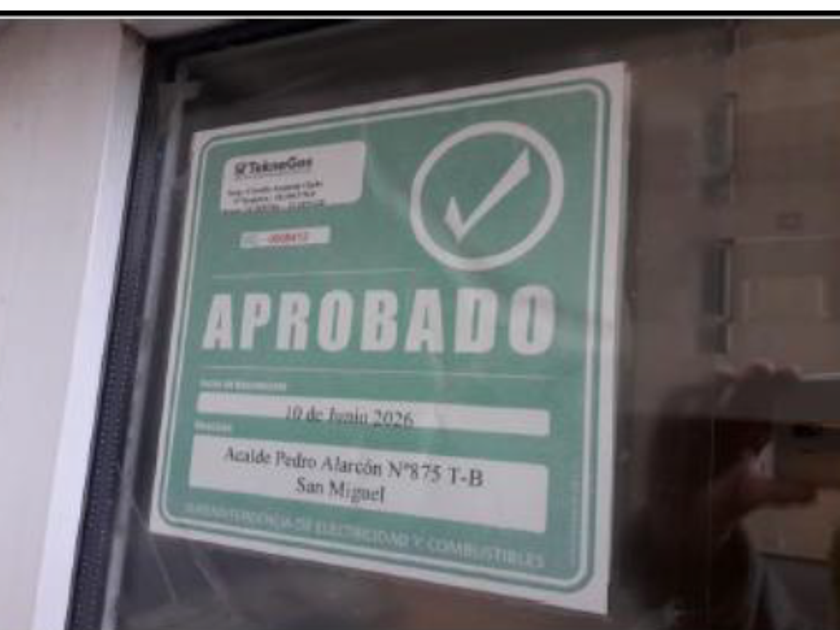 TekneGas
APROBADO
10 de Junio 2026
Acalde Pedro Alarcón N°875 T-B
San Miguel
SUPERINTENDENCIA DE ELECTRICIDAD Y COMBUSTIBLES